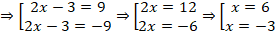 ⇒ [2x − 3 = 9 ⇒ [2x = 12 ⇒ [x = 6
2x − 3 = −9 2x = −6 x = −3